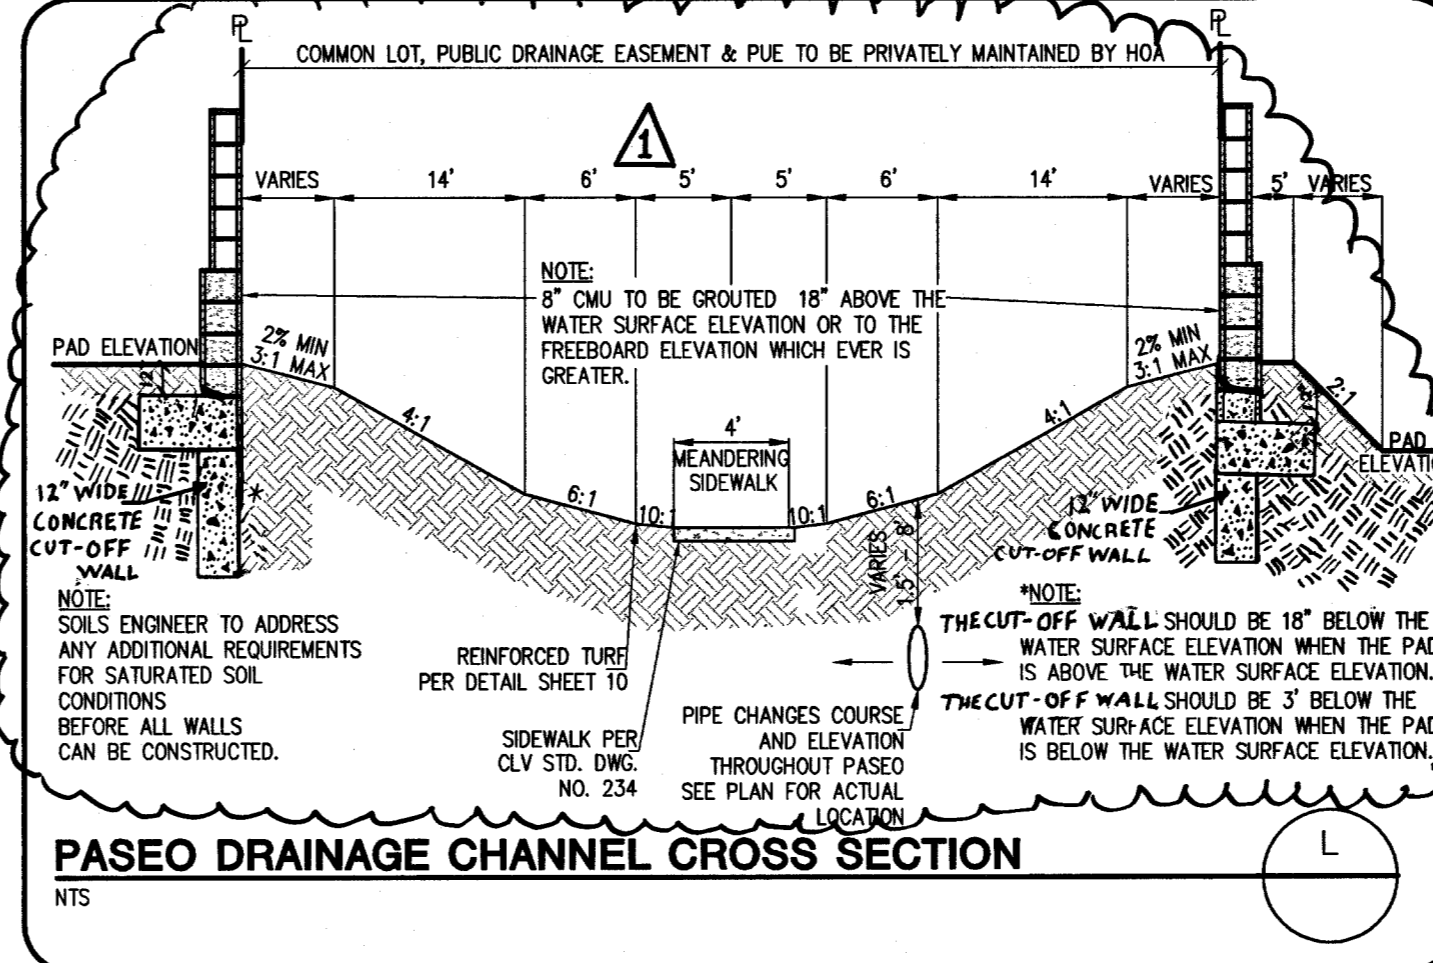 PL
PL
COMMON LOT, PUBLIC DRAINAGE EASEMENT & PUE TO BE PRIVATELY MAINTAINED BY HOA
1
VARIES 14' 6' 5' 5' 6' 14' VARIES 5' VARIES
NOTE:
8" CMU TO BE GROUTED 18" ABOVE THE
WATER SURFACE ELEVATION OR TO THE
FREEBOARD ELEVATION WHICH EVER IS
GREATER.
PAD ELEVATION
2% MIN
3:1 MAX
2% MIN
3:1 MAX
12"
12"
4:1
4:1
2:1
PAD
ELEVATI
4'
MEANDERING
SIDEWALK
6:1
10:1
10:1
6:1
VARIES
1.5' - 8'
12" WIDE
CONCRETE
CUT-OFF
WALL
*
12" WIDE
CONCRETE
CUT-OFF WALL
NOTE:
SOILS ENGINEER TO ADDRESS
ANY ADDITIONAL REQUIREMENTS
FOR SATURATED SOIL
CONDITIONS
BEFORE ALL WALLS
CAN BE CONSTRUCTED.
REINFORCED TURF
PER DETAIL SHEET 10
SIDEWALK PER
CLV STD. DWG.
NO. 234
PIPE CHANGES COURSE
AND ELEVATION
THROUGHOUT PASEO
SEE PLAN FOR ACTUAL
LOCATION
*NOTE:
THE CUT-OFF WALL SHOULD BE 18" BELOW THE
WATER SURFACE ELEVATION WHEN THE PAD
IS ABOVE THE WATER SURFACE ELEVATION.
THE CUT-OFF WALL SHOULD BE 3' BELOW THE
WATER SURFACE ELEVATION WHEN THE PAD
IS BELOW THE WATER SURFACE ELEVATION.
PASEO DRAINAGE CHANNEL CROSS SECTION
NTS
L